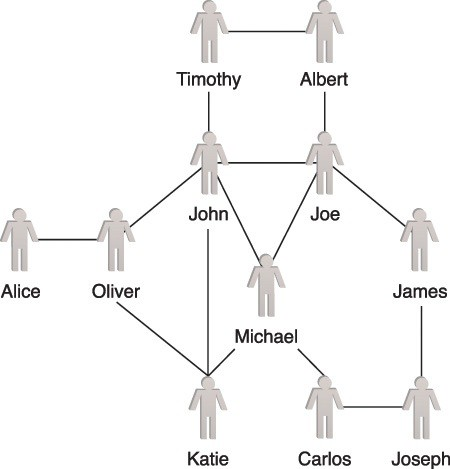 Timothy Albert
John Joe
Alice Oliver James
Michael
Katie Carlos Joseph